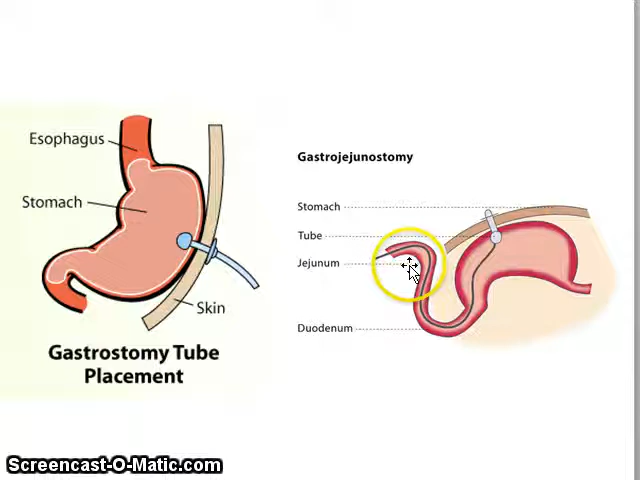 Esophagus
Stomach
Skin
Gastrostomy Tube
Placement
Gastrojejunostomy
Stomach
Tube
Jejunum
Duodenum
Screencast-O-Matic.com